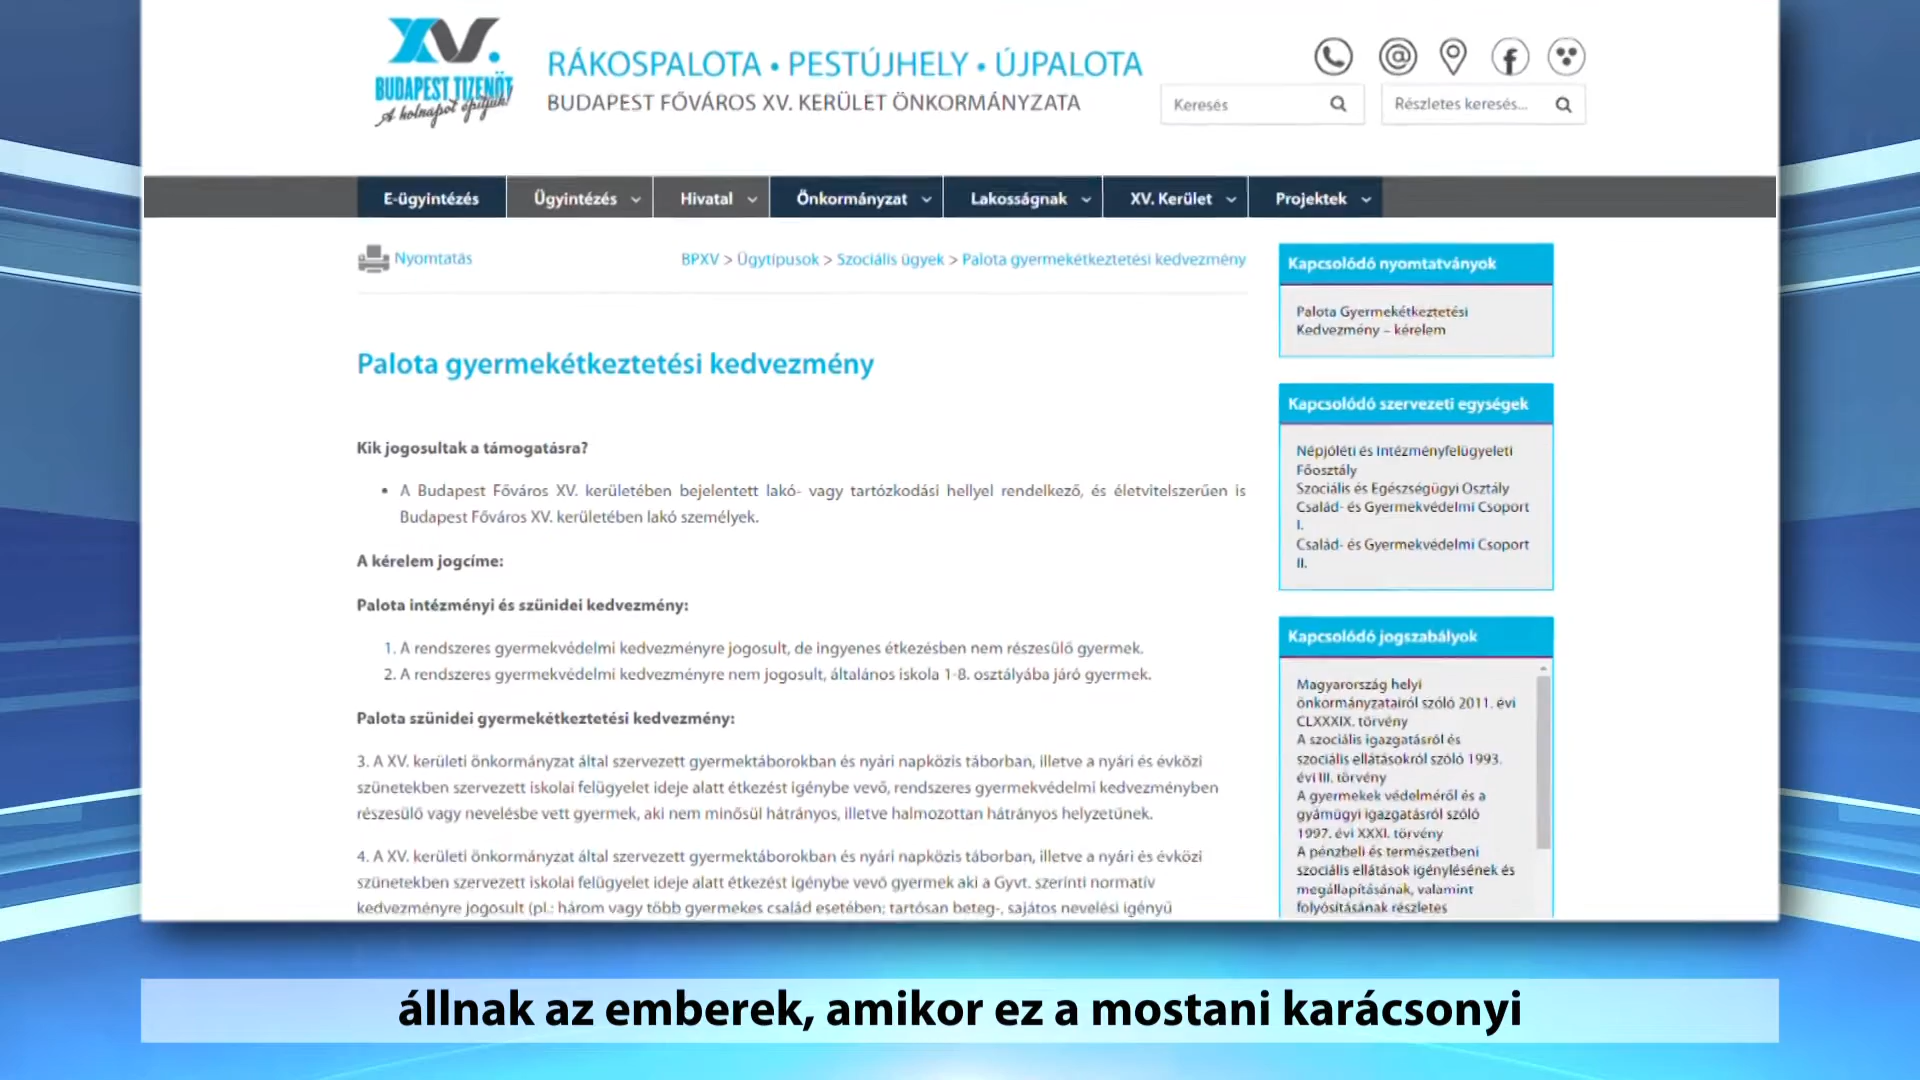 XV.
BUDAPEST TIZENÖT
A holnapot építjük!
RÁKOSPALOTA • PESTÚJHELY • ÚJPALOTA
BUDAPEST FŐVÁROS XV. KERÜLET ÖNKORMÁNYZATA
Keresés
Részletes keresés...
E-ügyintézés Ügyintézés Hivatal Önkormányzat Lakosságnak XV. Kerület Projektek
Nyomtatás
BPXV > Ügytípusok > Szociális ügyek > Palota gyermekétkeztetési kedvezmény
Palota gyermekétkeztetési kedvezmény
Kik jogosultak a támogatásra?
• A Budapest Főváros XV. kerületében bejelentett lakó- vagy tartózkodási hellyel rendelkező, és életvitelszerűen is
Budapest Főváros XV. kerületében lakó személyek.
A kérelem jogcíme:
Palota intézményi és szünidei kedvezmény:
1. A rendszeres gyermekvédelmi kedvezményre jogosult, de ingyenes étkezésben nem részesülő gyermek.
2. A rendszeres gyermekvédelmi kedvezményre nem jogosult, általános iskola 1-8. osztályába járó gyermek.
Palota szünidei gyermekétkeztetési kedvezmény:
3. A XV. kerületi önkormányzat által szervezett gyermektáborokban és nyári napközis táborban, illetve a nyári és évközi
szünetekben szervezett iskolai felügyelet ideje alatt étkezést igénybe vevő, rendszeres gyermekvédelmi kedvezményben
részesülő vagy nevelésbe vett gyermek, aki nem minősül hátrányos, illetve halmozottan hátrányos helyzetűnek.
4. A XV. kerületi önkormányzat által szervezett gyermektáborokban és nyári napközis táborban, illetve a nyári és évközi
szünetekben szervezett iskolai felügyelet ideje alatt étkezést igénybe vevő gyermek aki a Gyvt. szerinti normatív
kedvezményre jogosult (pl.: három vagy több gyermekes család esetében; tartósan beteg-, sajátos nevelési igényű
Kapcsolódó nyomtatványok
Palota Gyermekétkeztetési
Kedvezmény – kérelem
Kapcsolódó szervezeti egységek
Népjóléti és Intézményfelügyeleti
Főosztály
Szociális és Egészségügyi Osztály
Család- és Gyermekvédelmi Csoport
I.
Család- és Gyermekvédelmi Csoport
II.
Kapcsolódó jogszabályok
Magyarország helyi
önkormányzatairól szóló 2011. évi
CLXXXIX. törvény
A szociális igazgatásról és
szociális ellátásokról szóló 1993.
évi III. törvény
A gyermekek védelméről és a
gyámügyi igazgatásról szóló
1997. évi XXXI. törvény
A pénzbeli és természetbeni
szociális ellátások igénylésének és
megállapításának, valamint
folyósításának részletes
állnak az emberek, amikor ez a mostani karácsonyi